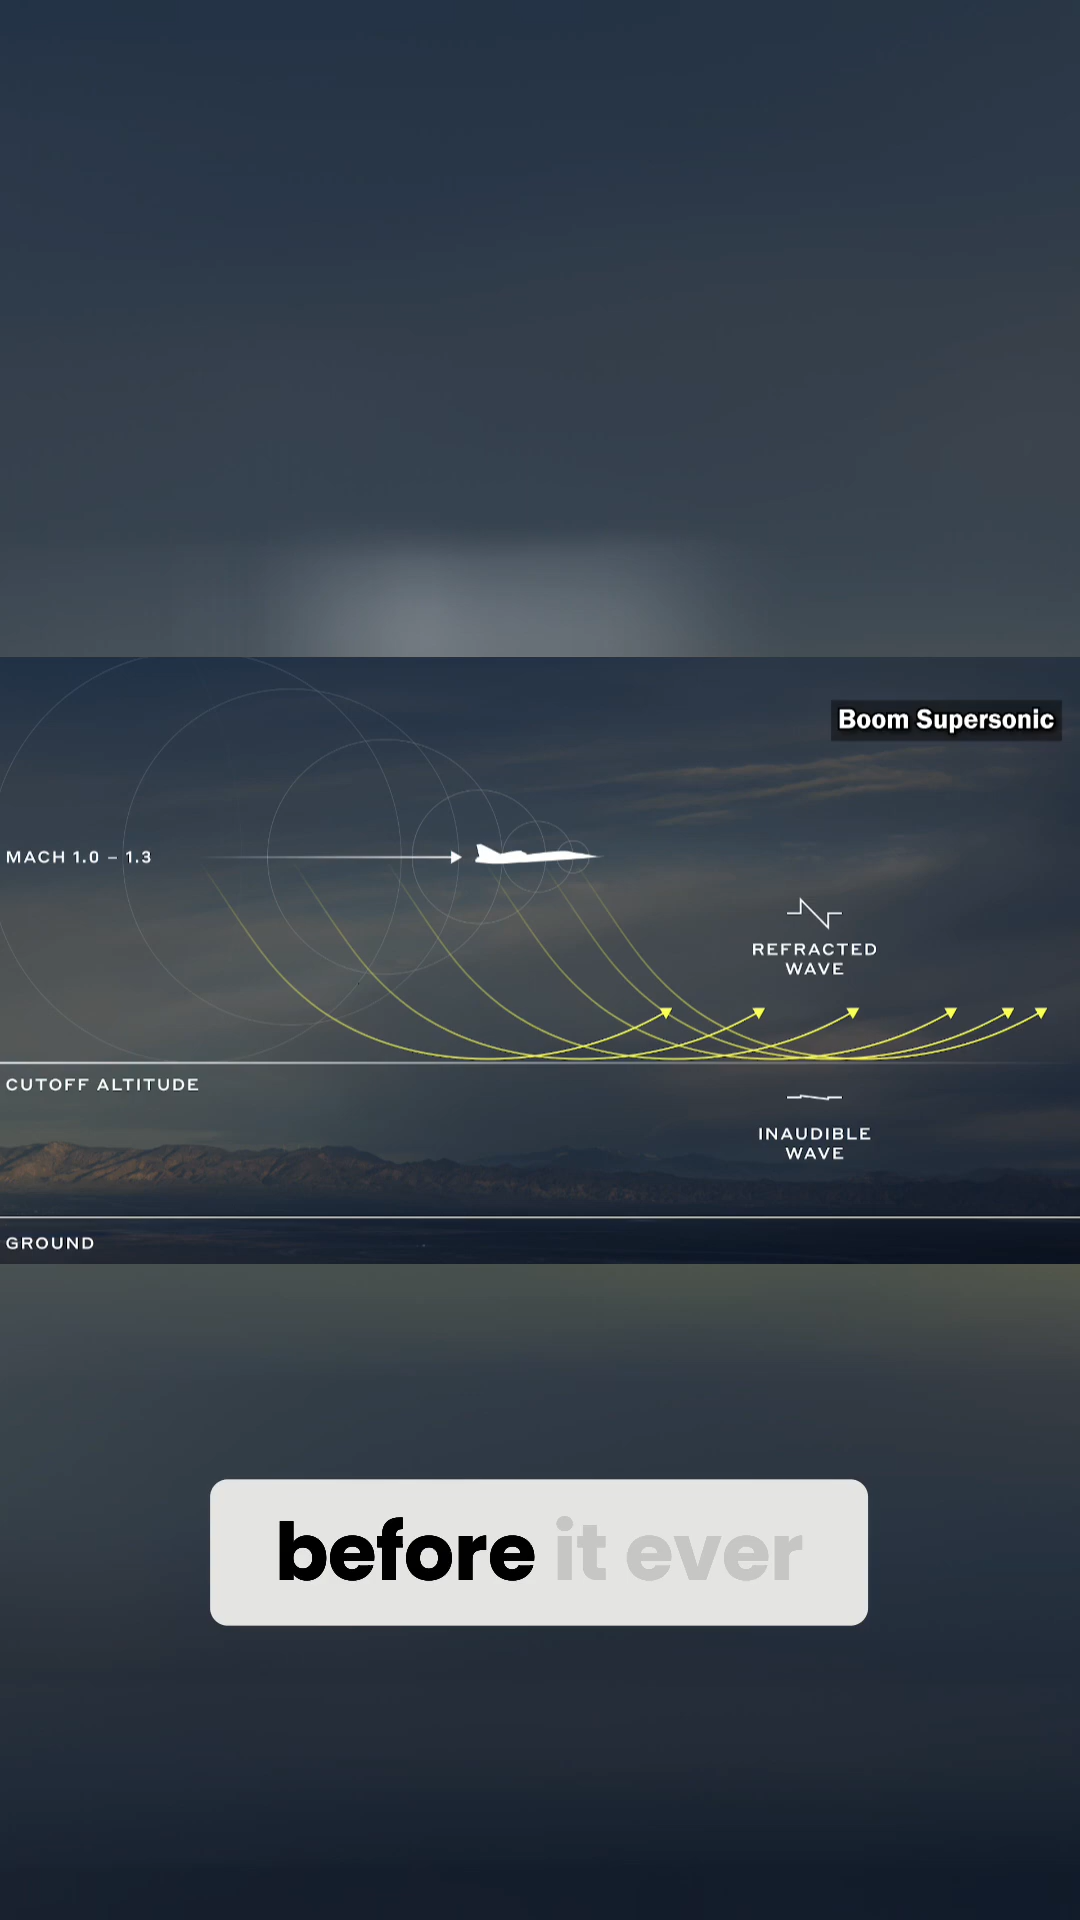 Boom Supersonic
MACH 1.0 – 1.3
REFRACTED
WAVE
CUTOFF ALTITUDE
INAUDIBLE
WAVE
GROUND
before it ever